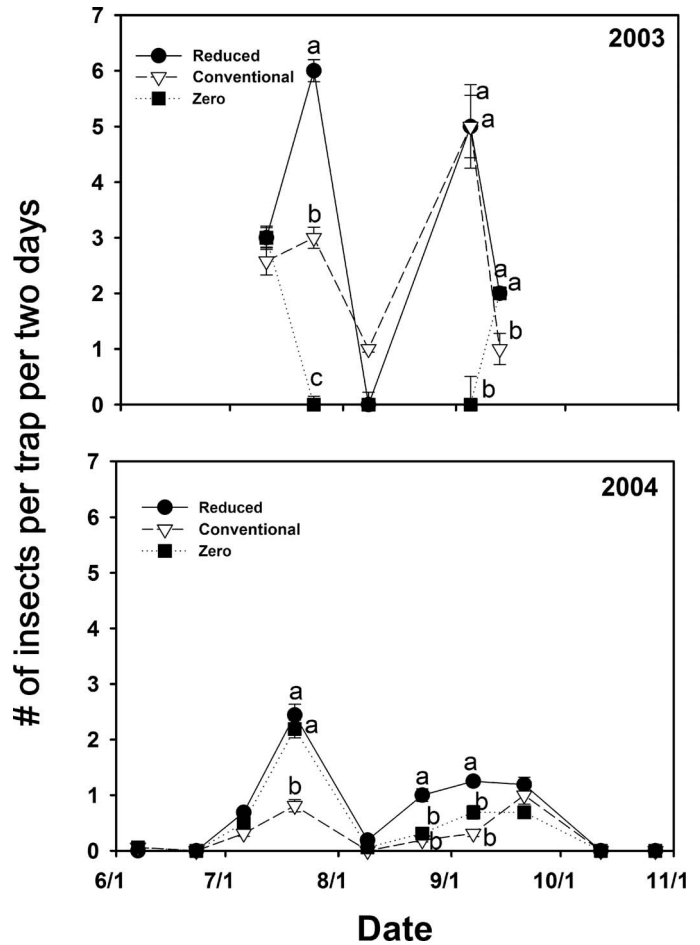 # of insects per trap per two days
7
6
5
4
3
2
1
0
2003
Reduced
Conventional
Zero
a
b
c
a
a
b
a
a
b
7
6
5
4
3
2
1
0
2004
Reduced
Conventional
Zero
a
a
b
a
b
b
a
b
b
6/1 7/1 8/1 9/1 10/1 11/1
Date